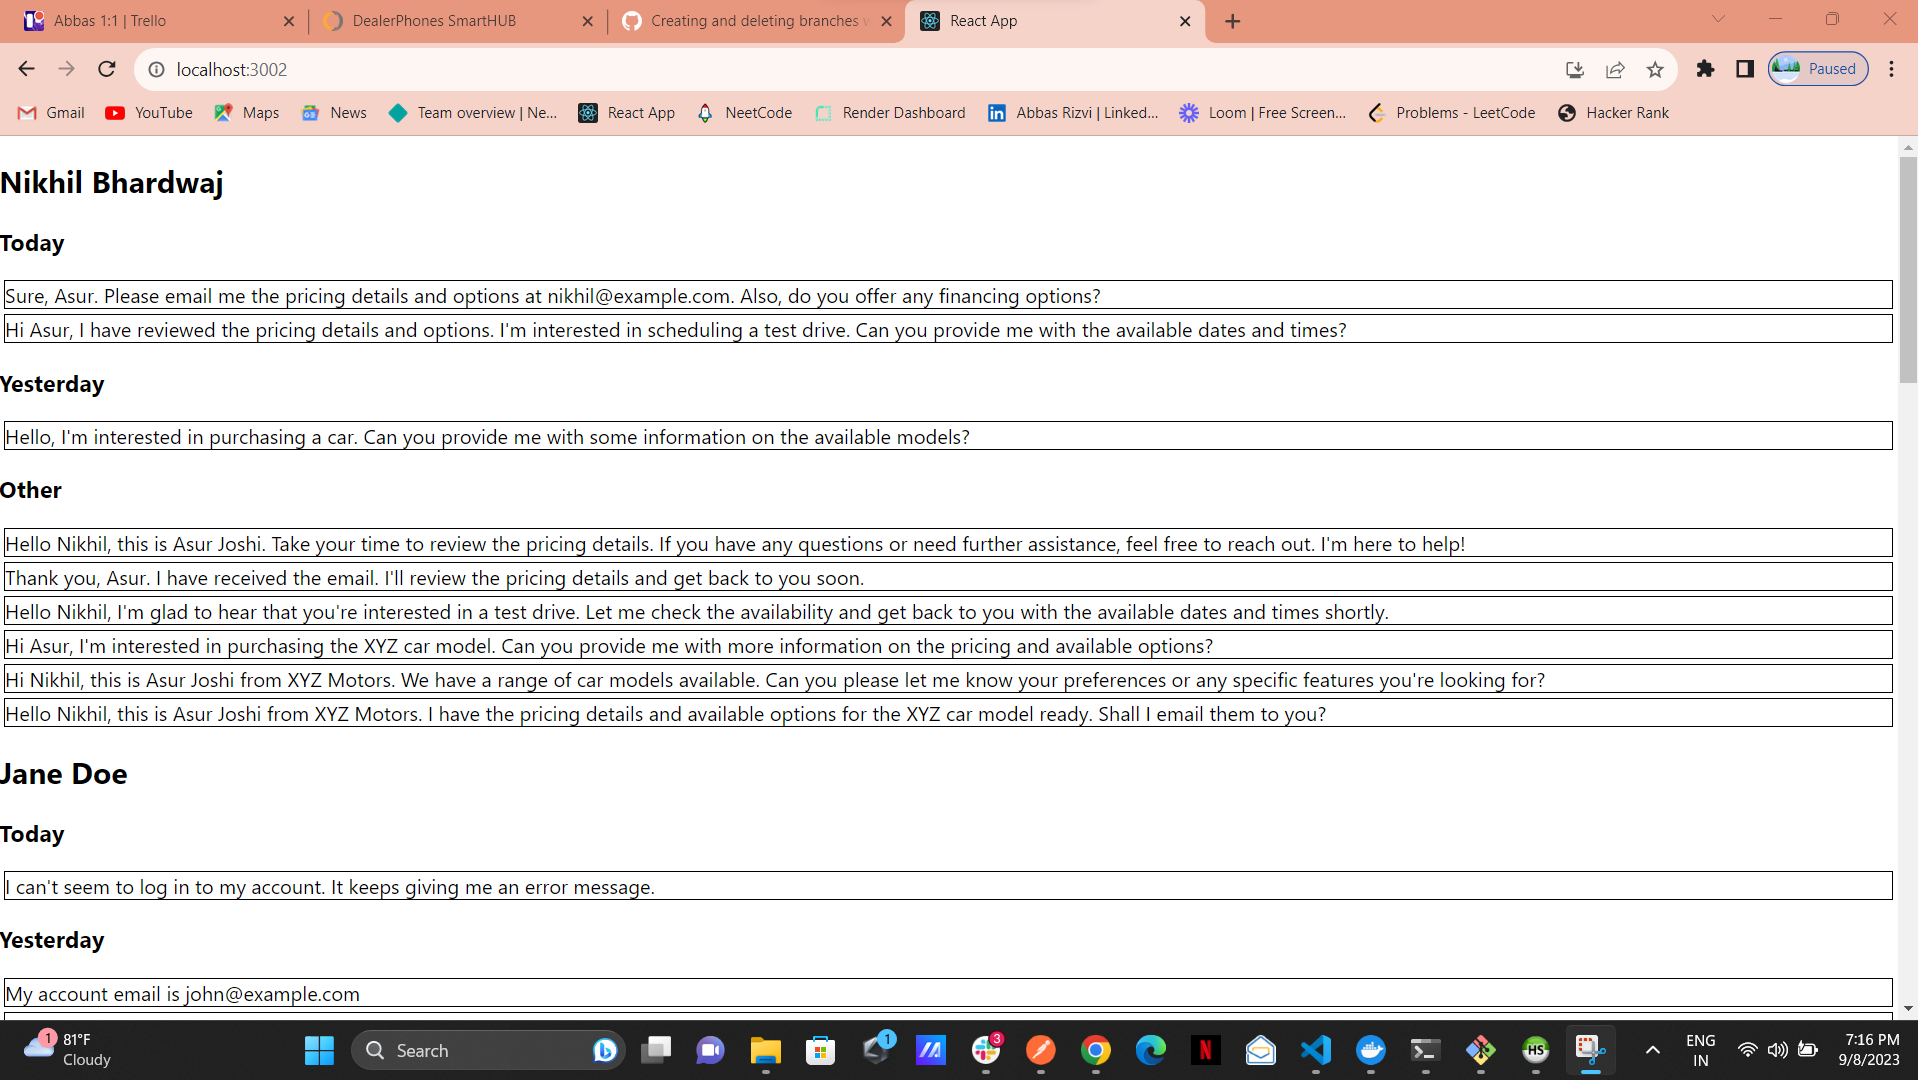 Abbas 1:1 | Trello
DealerPhones SmartHUB
Creating and deleting branches
React App
localhost:3002
Paused
Gmail
YouTube
Maps
News
Team overview | Ne...
React App
NeetCode
Render Dashboard
Abbas Rizvi | Linked...
Loom | Free Screen...
Problems - LeetCode
Hacker Rank
Nikhil Bhardwaj
Today
Sure, Asur. Please email me the pricing details and options at nikhil@example.com. Also, do you offer any financing options?
Hi Asur, I have reviewed the pricing details and options. I'm interested in scheduling a test drive. Can you provide me with the available dates and times?
Yesterday
Hello, I'm interested in purchasing a car. Can you provide me with some information on the available models?
Other
Hello Nikhil, this is Asur Joshi. Take your time to review the pricing details. If you have any questions or need further assistance, feel free to reach out. I'm here to help!
Thank you, Asur. I have received the email. I'll review the pricing details and get back to you soon.
Hello Nikhil, I'm glad to hear that you're interested in a test drive. Let me check the availability and get back to you with the available dates and times shortly.
Hi Asur, I'm interested in purchasing the XYZ car model. Can you provide me with more information on the pricing and available options?
Hi Nikhil, this is Asur Joshi from XYZ Motors. We have a range of car models available. Can you please let me know your preferences or any specific features you're looking for?
Hello Nikhil, this is Asur Joshi from XYZ Motors. I have the pricing details and available options for the XYZ car model ready. Shall I email them to you?
Jane Doe
Today
I can't seem to log in to my account. It keeps giving me an error message.
Yesterday
My account email is john@example.com
1
81°F
Cloudy
Search
1
3
N
HS
ENG
IN
7:16 PM
9/8/2023